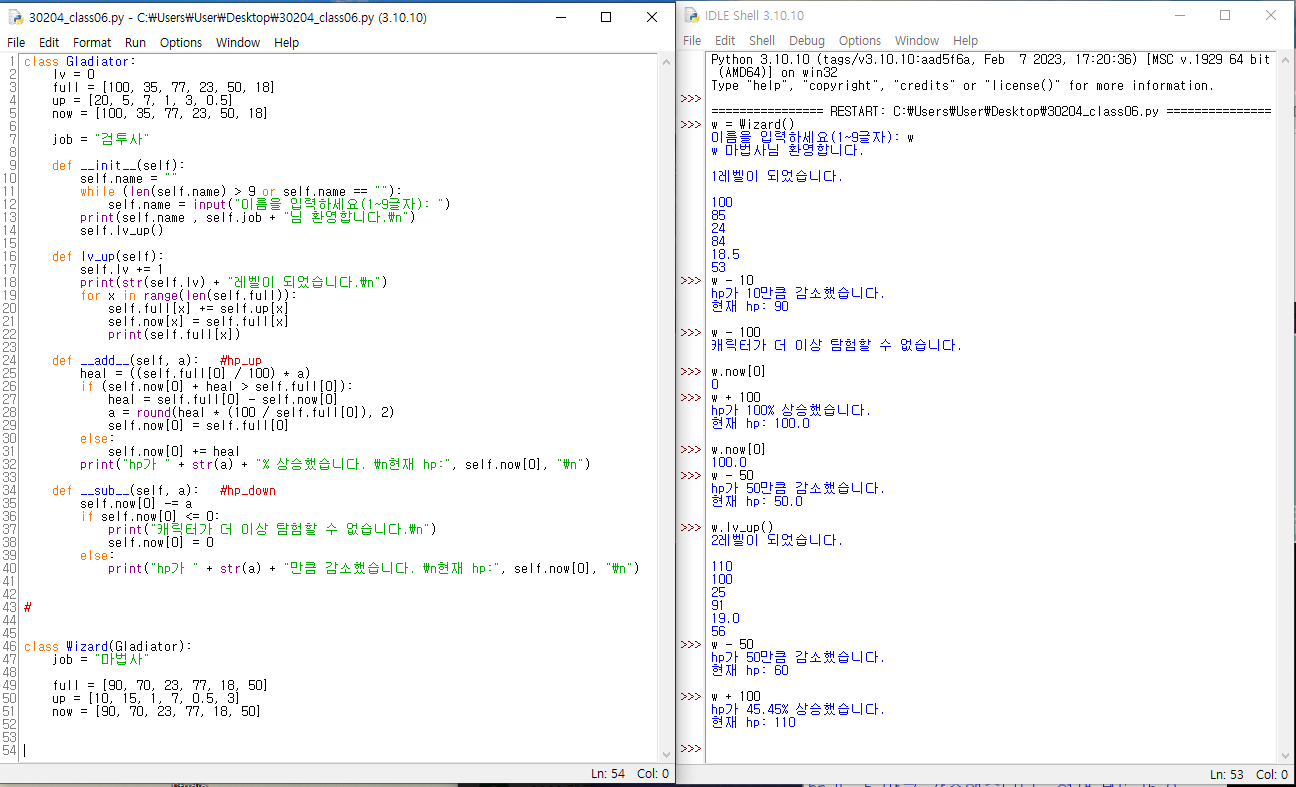 30204_class06.py - C:₩Users₩User₩Desktop₩30204_class06.py (3.10.10)
File Edit Format Run Options Window Help
1 class Gladiator:
2     lv = 0
3     full = [100, 35, 77, 23, 50, 18]
4     up = [20, 5, 7, 1, 3, 0.5]
5     now = [100, 35, 77, 23, 50, 18]
6
7     job = "검투사"
8
9     def __init__(self):
10         self.name = ""
11         while (len(self.name) > 9 or self.name == ""):
12             self.name = input("이름을 입력하세요(1~9글자): ")
13         print(self.name , self.job + "님 환영합니다.₩n")
14         self.lv_up()
15
16     def lv_up(self):
17         self.lv += 1
18         print(str(self.lv) + "레벨이 되었습니다.₩n")
19         for x in range(len(self.full)):
20             self.full[x] += self.up[x]
21             self.now[x] = self.full[x]
22             print(self.full[x])
23
24     def __add__(self, a):   #hp_up
25         heal = ((self.full[0] / 100) * a)
26         if (self.now[0] + heal > self.full[0]):
27             heal = self.full[0] - self.now[0]
28             a = round(heal * (100 / self.full[0]), 2)
29             self.now[0] = self.full[0]
30         else:
31             self.now[0] += heal
32         print("hp가 " + str(a) + "% 상승했습니다. ₩n현재 hp:", self.now[0], "₩n")
33
34     def __sub__(self, a):   #hp_down
35         self.now[0] -= a
36         if self.now[0] <= 0:
37             print("캐릭터가 더 이상 탐험할 수 없습니다.₩n")
38             self.now[0] = 0
39         else:
40             print("hp가 " + str(a) + "만큼 감소했습니다. ₩n현재 hp:", self.now[0], "₩n")
41
42
43 #
44
45
46 class Wizard(Gladiator):
47     job = "마법사"
48
49     full = [90, 70, 23, 77, 18, 50]
50     up = [10, 15, 1, 7, 0.5, 3]
51     now = [90, 70, 23, 77, 18, 50]
52
53
54
Ln: 54 Col: 0
IDLE Shell 3.10.10
File Edit Shell Debug Options Window Help
Python 3.10.10 (tags/v3.10.10:aad5f6a, Feb  7 2023, 17:20:36) [MSC v.1929 64 bit
 (AMD64)] on win32
Type "help", "copyright", "credits" or "license()" for more information.
>>>
================ RESTART: C:₩Users₩User₩Desktop₩30204_class06.py ===============
>>> w = Wizard()
이름을 입력하세요(1~9글자): w
w 마법사님 환영합니다.
1레벨이 되었습니다.
100
85
24
84
18.5
53
>>> w - 10
hp가 10만큼 감소했습니다.
현재 hp: 90
>>> w - 100
캐릭터가 더 이상 탐험할 수 없습니다.
>>> w.now[0]
0
>>> w + 100
hp가 100% 상승했습니다.
현재 hp: 100.0
>>> w.now[0]
100.0
>>> w - 50
hp가 50만큼 감소했습니다.
현재 hp: 50.0
>>> w.lv_up()
2레벨이 되었습니다.
110
100
25
91
19.0
56
>>> w - 50
hp가 50만큼 감소했습니다.
현재 hp: 60
>>> w + 100
hp가 45.45% 상승했습니다.
현재 hp: 110
>>>
Ln: 53 Col: 0